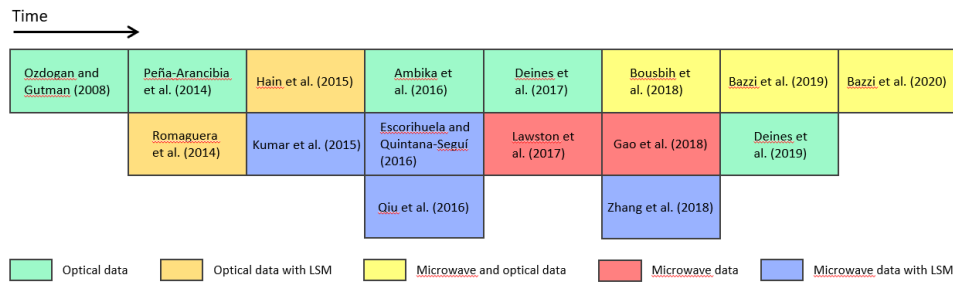 Time
Ozdogan and
Gutman (2008)
Peña-Arancibia
et al. (2014)
Hain et al. (2015)
Ambika et
al. (2016)
Deines et al.
(2017)
Bousbih et
al. (2018)
Bazzi et al. (2019)
Bazzi et al. (2020)
Romaguera
et al. (2014)
Kumar et al. (2015)
Escorihuela and
Quintana-Seguí
(2016)
Lawston et
al. (2017)
Gao et al. (2018)
Deines et
al. (2019)
Qiu et al. (2016)
Zhang et al. (2018)
Optical data
Optical data with LSM
Microwave and optical data
Microwave data
Microwave data with LSM